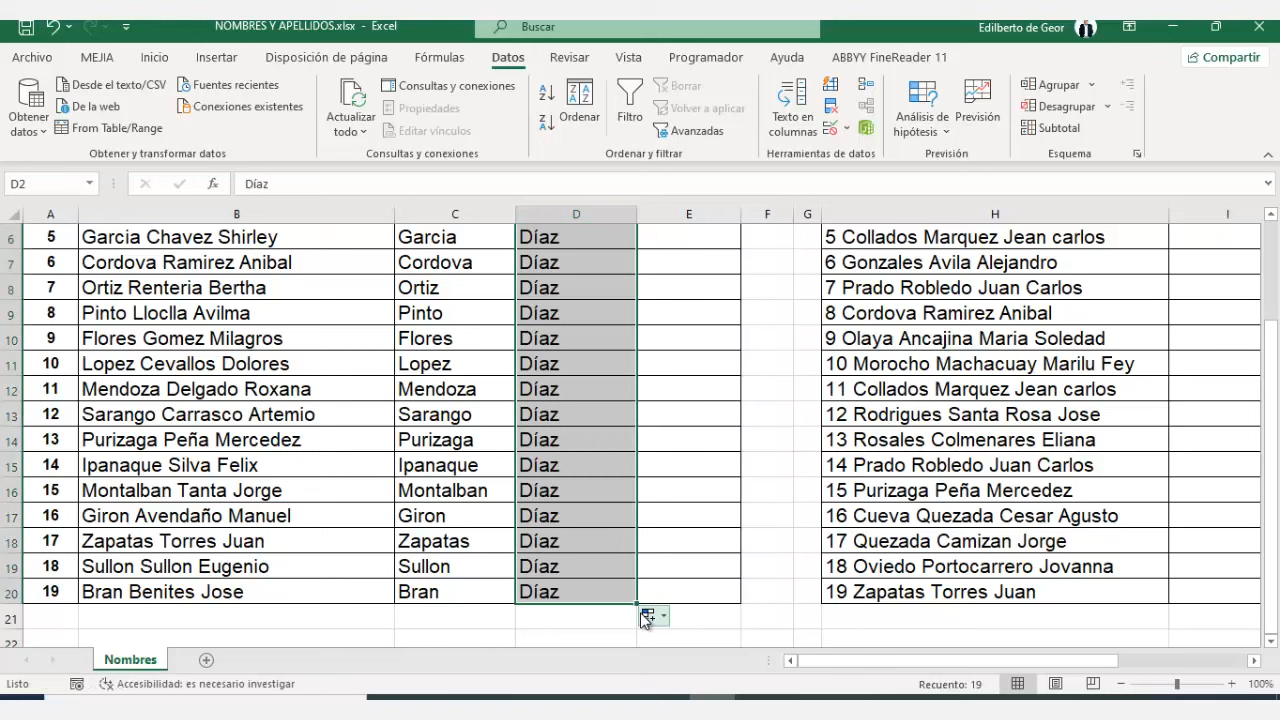 NOMBRES Y APELLIDOS.xlsx - Excel
Buscar
Edilberto de Geor
Archivo MEJIA Inicio Insertar Disposición de página Fórmulas Datos Revisar Vista Programador Ayuda ABBYY FineReader 11 Compartir
Obtener datos
Desde el texto/CSV
De la web
From Table/Range
Fuentes recientes
Conexiones existentes
Obtener y transformar datos
Actualizar todo
Consultas y conexiones
Propiedades
Editar vínculos
Consultas y conexiones
Ordenar
Filtro
Borrar
Volver a aplicar
Avanzadas
Ordenar y filtrar
Texto en columnas
Herramientas de datos
Análisis de hipótesis
Previsión
Previsión
Agrupar
Desagrupar
Subtotal
Esquema
D2 fx Díaz
A B C D E F G H I
6 5 Garcia Chavez Shirley Garcia Díaz 5 Collados Marquez Jean carlos
7 6 Cordova Ramirez Anibal Cordova Díaz 6 Gonzales Avila Alejandro
8 7 Ortiz Renteria Bertha Ortiz Díaz 7 Prado Robledo Juan Carlos
9 8 Pinto Lloclla Avilma Pinto Díaz 8 Cordova Ramirez Anibal
10 9 Flores Gomez Milagros Flores Díaz 9 Olaya Ancajina Maria Soledad
11 10 Lopez Cevallos Dolores Lopez Díaz 10 Morocho Machacuay Marilu Fey
12 11 Mendoza Delgado Roxana Mendoza Díaz 11 Collados Marquez Jean carlos
13 12 Sarango Carrasco Artemio Sarango Díaz 12 Rodrigues Santa Rosa Jose
14 13 Purizaga Peña Mercedez Purizaga Díaz 13 Rosales Colmenares Eliana
15 14 Ipanaque Silva Felix Ipanaque Díaz 14 Prado Robledo Juan Carlos
16 15 Montalban Tanta Jorge Montalban Díaz 15 Purizaga Peña Mercedez
17 16 Giron Avendaño Manuel Giron Díaz 16 Cueva Quezada Cesar Agusto
18 17 Zapatas Torres Juan Zapatas Díaz 17 Quezada Camizan Jorge
19 18 Sullon Sullon Eugenio Sullon Díaz 18 Oviedo Portocarrero Jovanna
20 19 Bran Benites Jose Bran Díaz 19 Zapatas Torres Juan
21
22
Nombres
Listo Accesibilidad: es necesario investigar Recuento: 19 100%